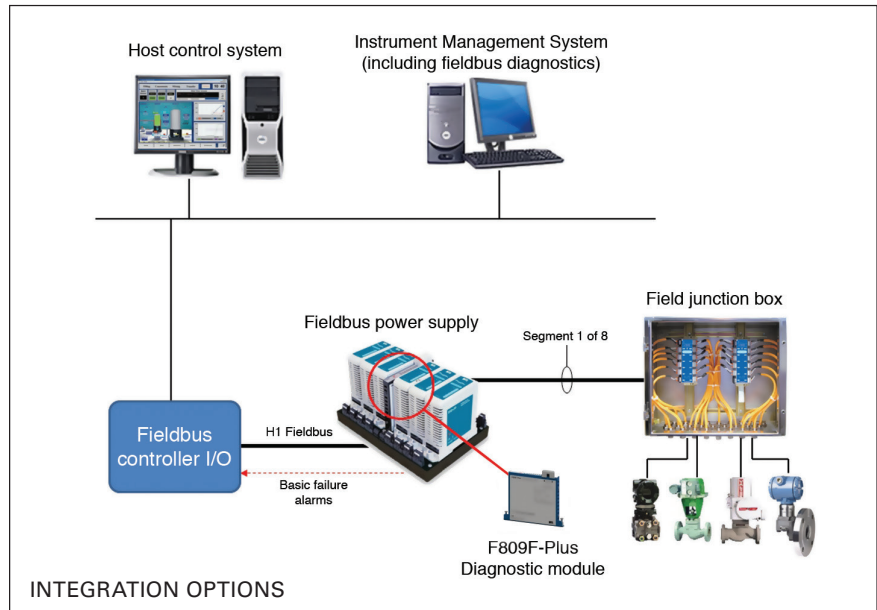 Host control system
Instrument Management System
(including fieldbus diagnostics)
Field junction box
Fieldbus power supply
Segment 1 of 8
Fieldbus
controller I/O
H1 Fieldbus
Basic failure
alarms
F809F-Plus
Diagnostic module
INTEGRATION OPTIONS